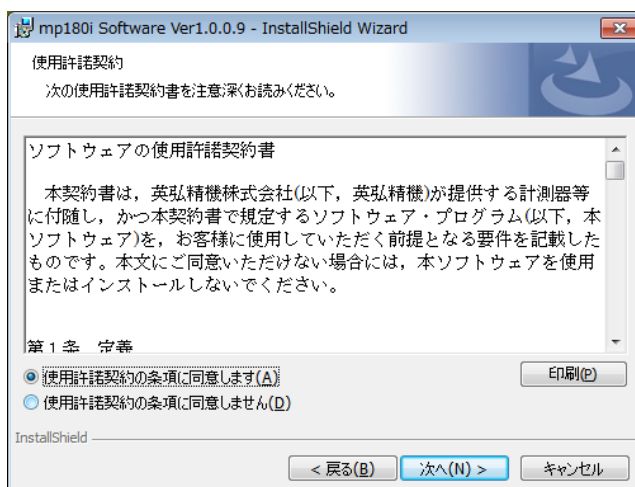 mp180i Software Ver1.0.0.9 - InstallShield Wizard
使用許諾契約
次の使用許諾契約書を注意深くお読みください。
ソフトウェアの使用許諾契約書
本契約書は，英弘精機株式会社(以下，英弘精機)が提供する計測器等
に付随し，かつ本契約書で規定するソフトウェア・プログラム(以下，本
ソフトウェア)を，お客様に使用していただく前提となる要件を記載した
ものです。本文にご同意いただけない場合には，本ソフトウェアを使用
またはインストールしないでください。
第１条　定義
使用許諾契約の条項に同意します(A)
印刷(P)
使用許諾契約の条項に同意しません(D)
InstallShield
< 戻る(B)
次へ(N) >
キャンセル